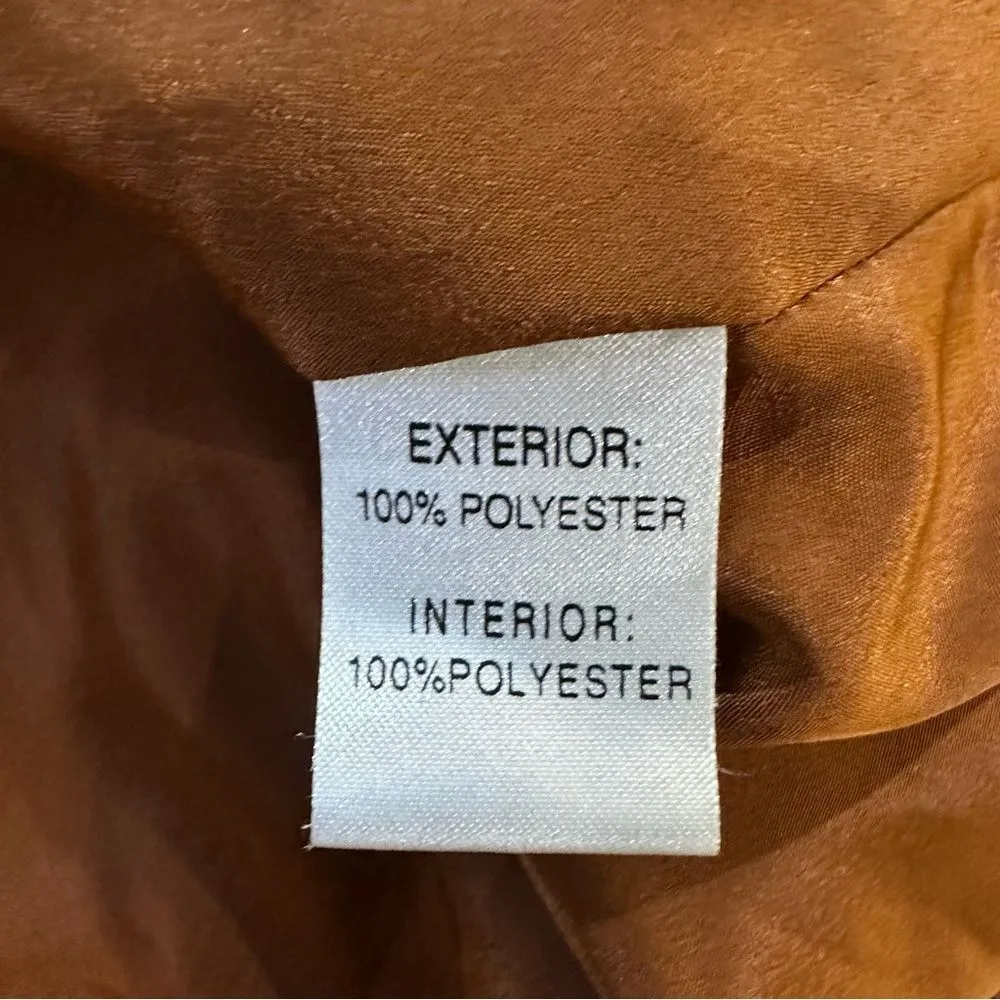 EXTERIOR:
100% POLYESTER
INTERIOR:
100%POLYESTER